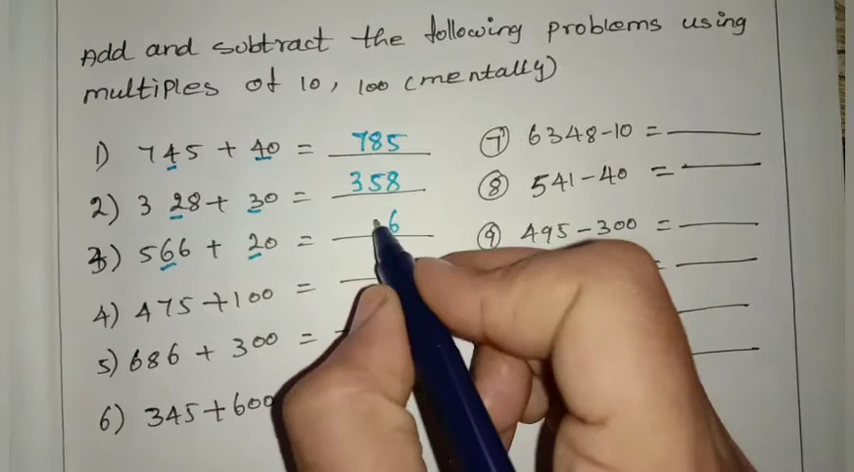 Add and subtract the following problems using
multiples of 10, 100 (mentally)
1) 745 + 40 = 785
2) 328 + 30 = 358
3) 566 + 20 = 6
4) 475 + 100 =
5) 686 + 300 =
6) 345 + 600
7 6348 - 10 =
8 541 - 40 =
9 495 - 300 =
=